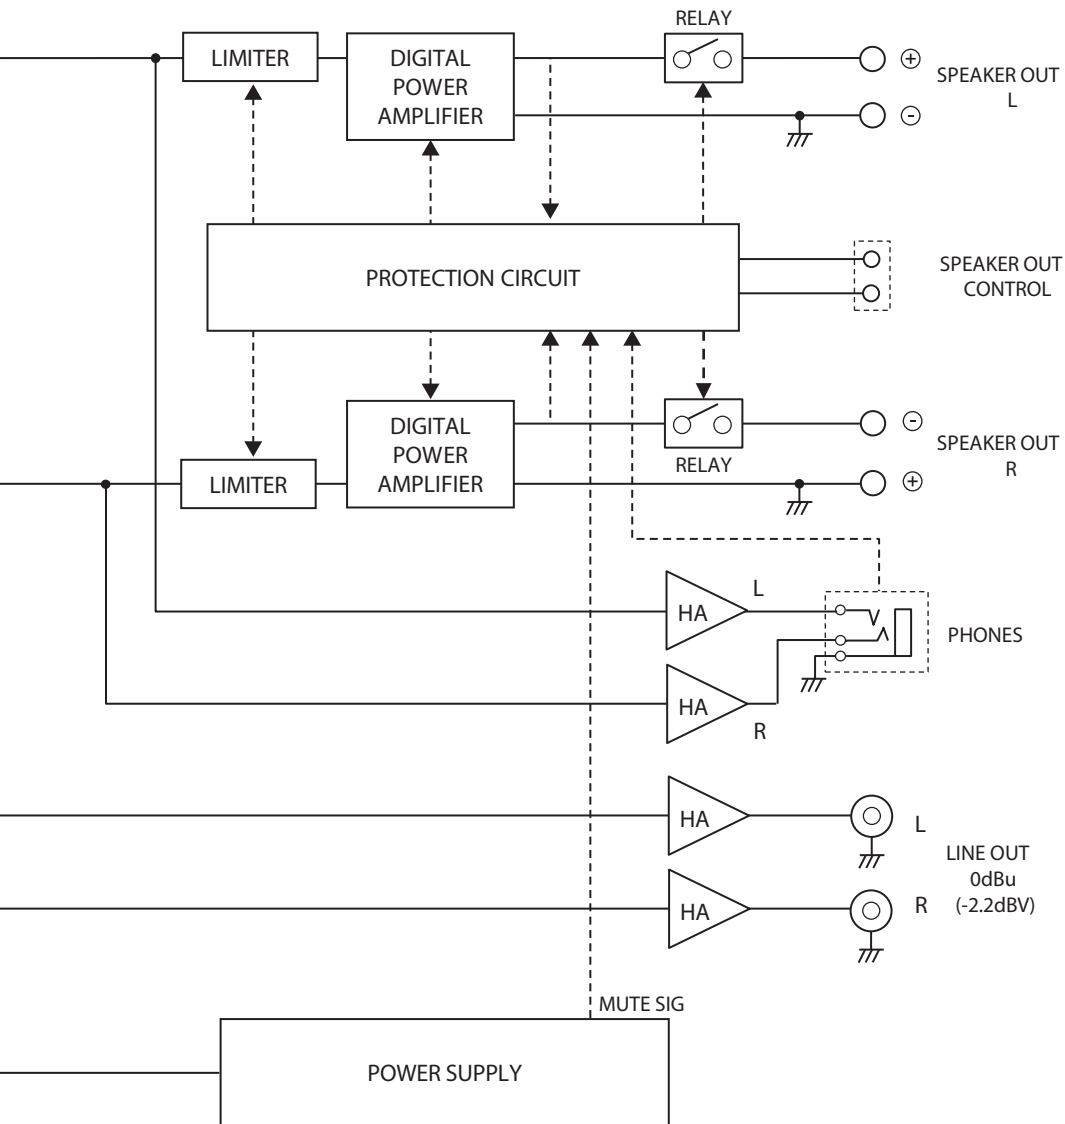 RELAY
LIMITER
DIGITAL
POWER
AMPLIFIER
+
SPEAKER OUT
L
-
PROTECTION CIRCUIT
SPEAKER OUT
CONTROL
DIGITAL
POWER
AMPLIFIER
-
SPEAKER OUT
R
RELAY
LIMITER
+
L
HA
PHONES
HA
R
HA
L
LINE OUT
0dBu
(-2.2dBV)
HA
R
MUTE SIG
POWER SUPPLY